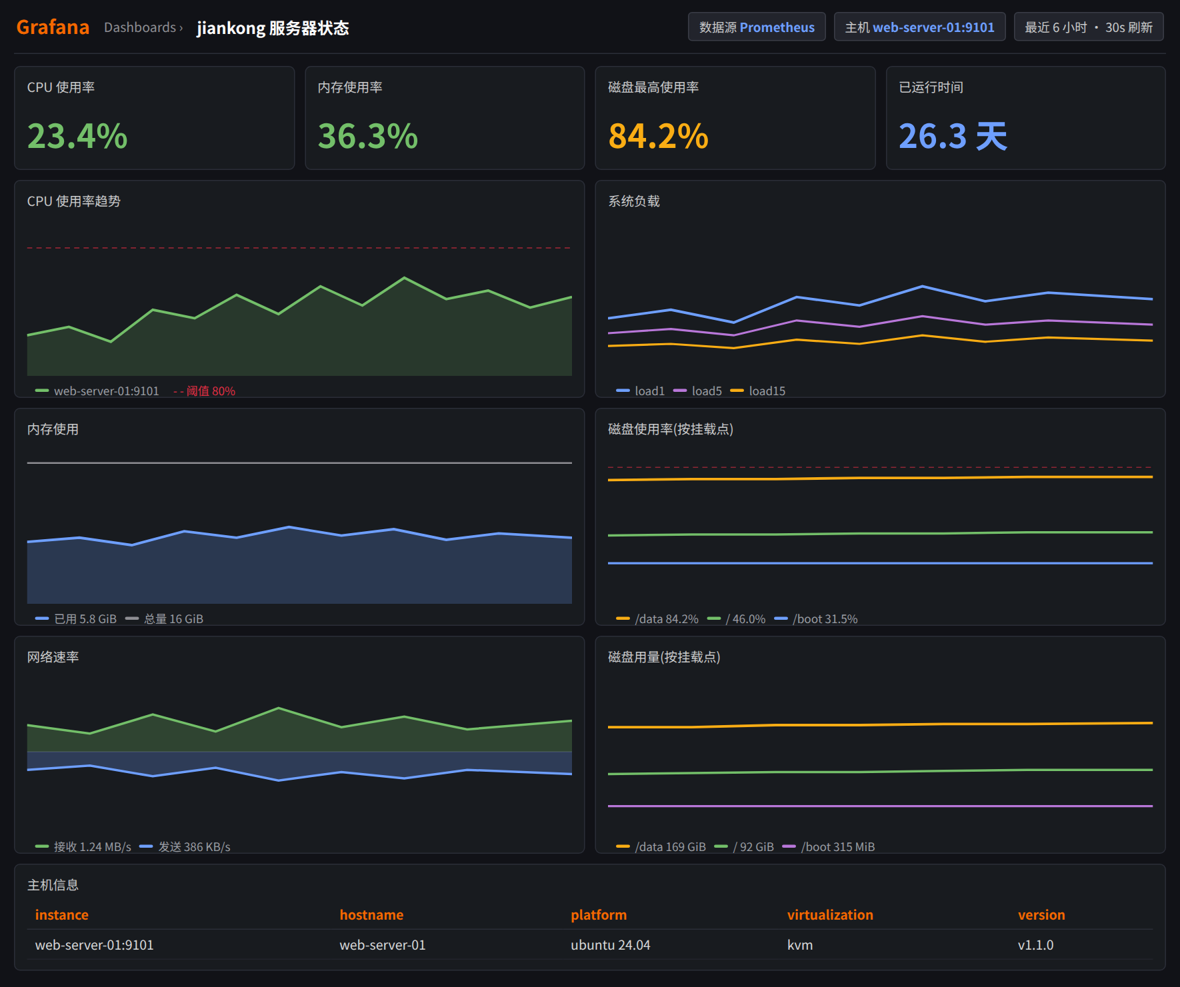 Grafana Dashboards › jiankong 服务器状态 数据源 Prometheus 主机 web-server-01:9101 最近 6 小时 · 30s 刷新
CPU 使用率 内存使用率 磁盘最高使用率 已运行时间
23.4% 36.3% 84.2% 26.3 天
CPU 使用率趋势 系统负载
web-server-01:9101 -- 阈值 80% load1 load5 load15
内存使用 磁盘使用率(按挂载点)
已用 5.8 GiB 总量 16 GiB /data 84.2% / 46.0% /boot 31.5%
网络速率 磁盘用量(按挂载点)
接收 1.24 MB/s 发送 386 KB/s /data 169 GiB / 92 GiB /boot 315 MiB
主机信息
instance hostname platform virtualization version
web-server-01:9101 web-server-01 ubuntu 24.04 kvm v1.1.0